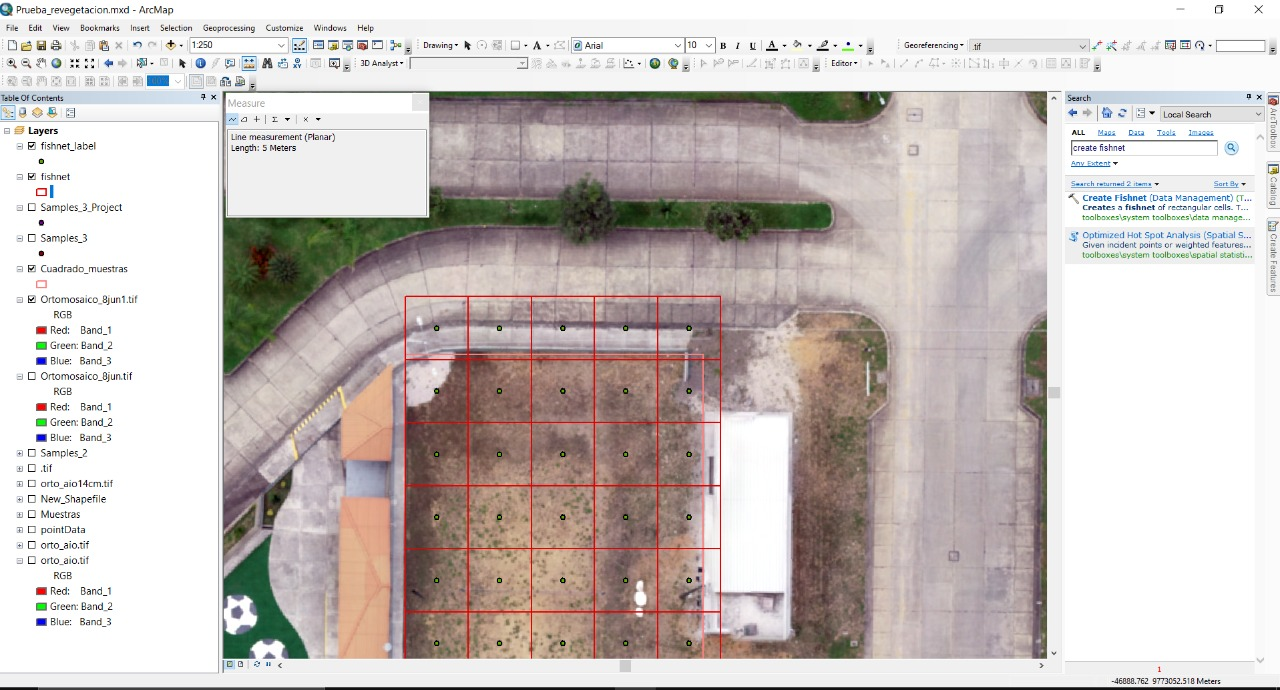 Prueba_revegetacion.mxd - ArcMap
File Edit View Bookmarks Insert Selection Geoprocessing Customize Windows Help
1:250
Drawing
Arial
10
B I U A
Georeferencing
.tif
3D Analyst
Editor
Table Of Contents
Layers
fishnet_label
fishnet
Samples_3_Project
Samples_3
Cuadrado_muestras
Ortomosaico_8jun1.tif
RGB
Red: Band_1
Green: Band_2
Blue: Band_3
Ortomosaico_8jun.tif
RGB
Red: Band_1
Green: Band_2
Blue: Band_3
Samples_2
.tif
orto_aio14cm.tif
New_Shapefile
Muestras
pointData
orto_aio.tif
orto_aio.tif
RGB
Red: Band_1
Green: Band_2
Blue: Band_3
Measure
Line measurement (Planar)
Length: 5 Meters
Search
Local Search
ALL Maps Data Tools Images
create fishnet
Any Extent
Search returned 2 items Sort By
Create Fishnet (Data Management) (T...
Creates a fishnet of rectangular cells. T...
toolboxes\system toolboxes\data manage...
Optimized Hot Spot Analysis (Spatial S...
Given incident points or weighted features...
toolboxes\system toolboxes\spatial statisti...
ArcToolbox
Catalog
Create Features
1
-46888.762 9773052.518 Meters